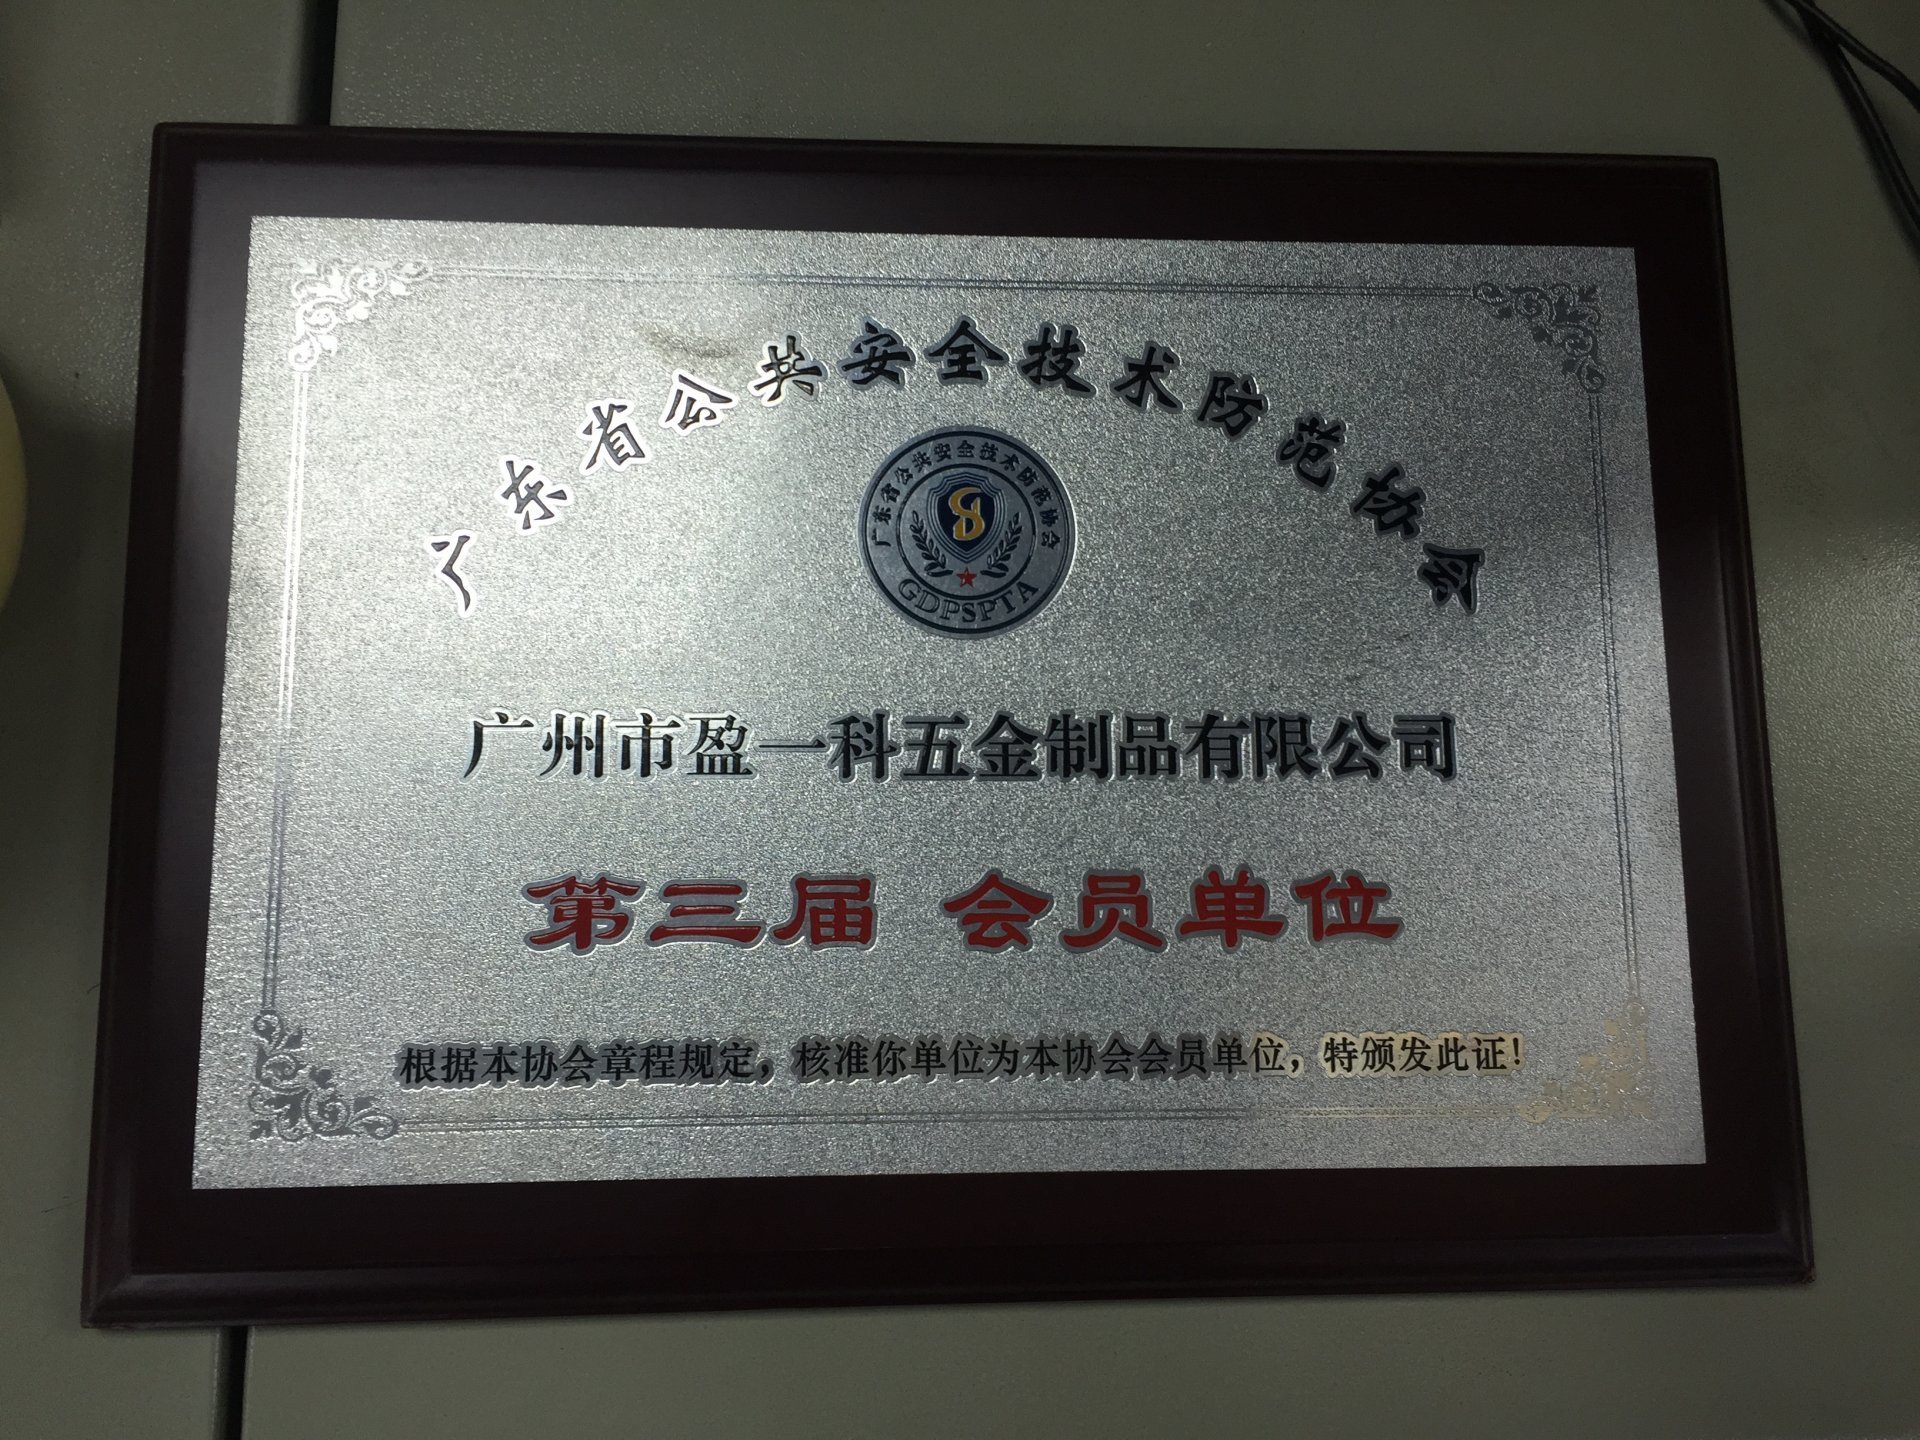 广东省公共安全技术防范协会
广东省公共安全技术防范协会
GDPSPTA
广州市盈一科五金制品有限公司
第三届 会员单位
根据本协会章程规定，核准你单位为本协会会员单位，特颁发此证！